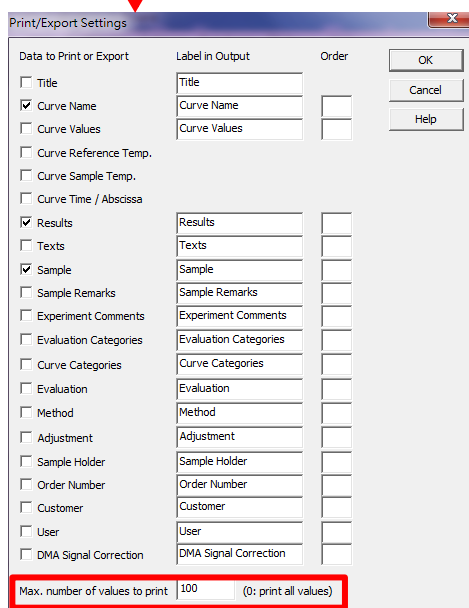 Print/Export Settings
Data to Print or Export Label in Output Order
OK
Title Title
Cancel
Curve Name Curve Name
Help
Curve Values Curve Values
Curve Reference Temp.
Curve Sample Temp.
Curve Time / Abscissa
Results Results
Texts Texts
Sample Sample
Sample Remarks Sample Remarks
Experiment Comments Experiment Comments
Evaluation Categories Evaluation Categories
Curve Categories Curve Categories
Evaluation Evaluation
Method Method
Adjustment Adjustment
Sample Holder Sample Holder
Order Number Order Number
Customer Customer
User User
DMA Signal Correction DMA Signal Correction
Max. number of values to print 100 (0: print all values)